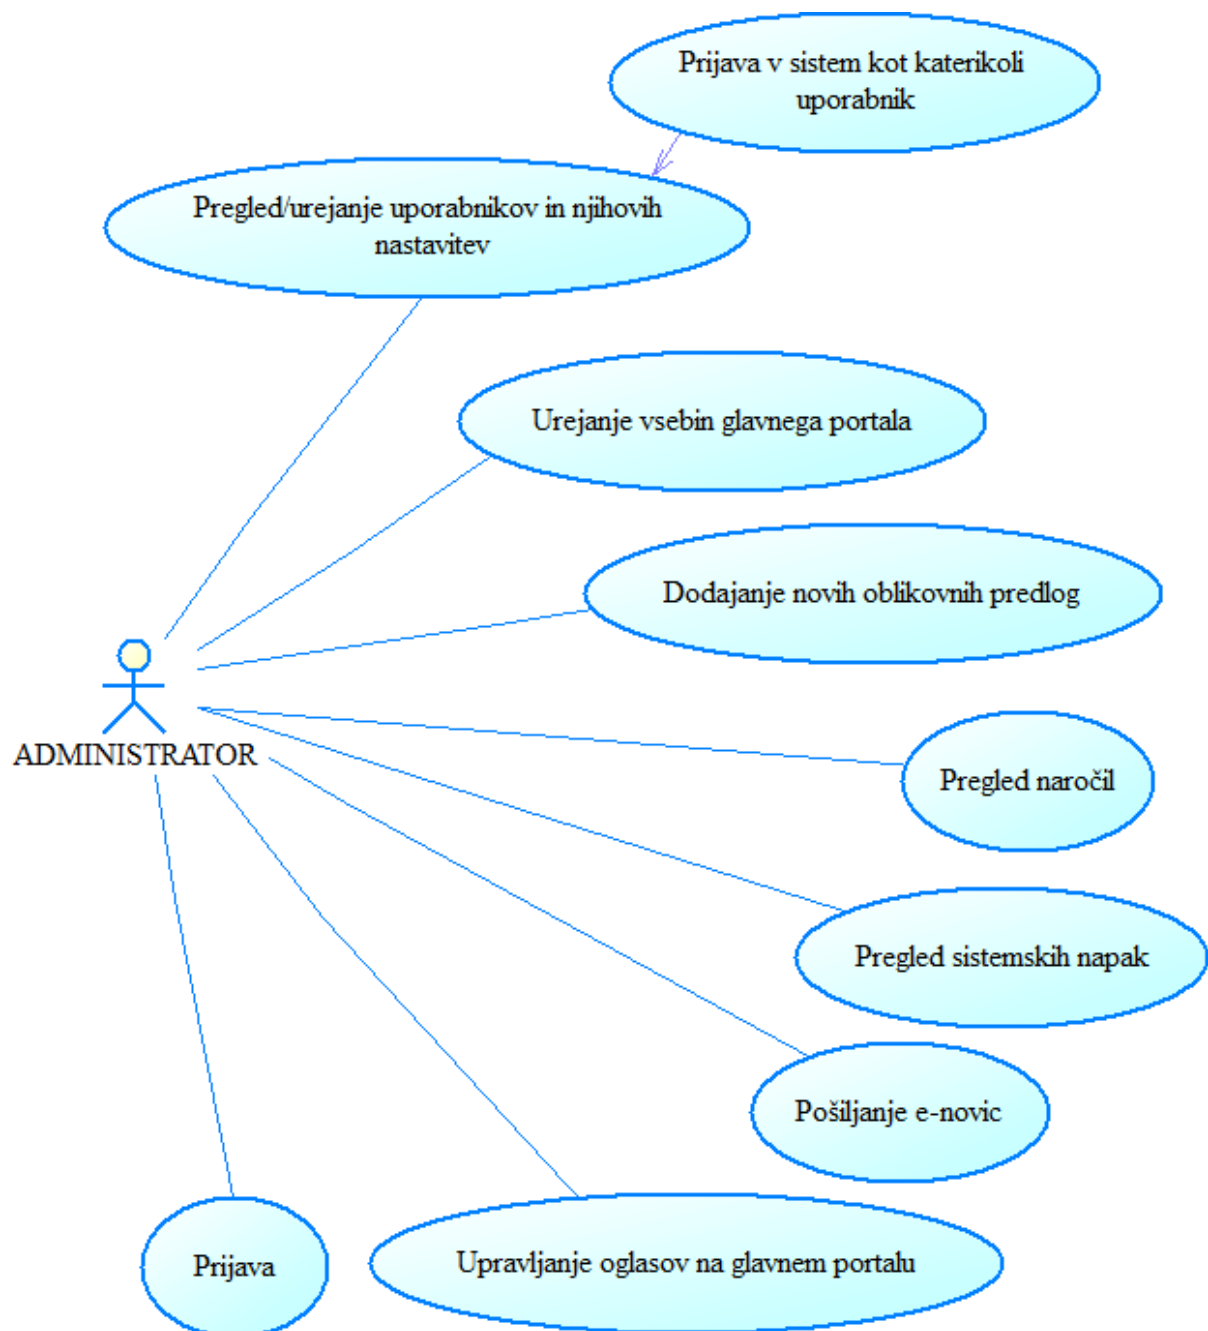 Prijava v sistem kot katerikoli
uporabnik
Pregled/urejanje uporabnikov in njihovih
nastavitev
Urejanje vsebin glavnega portala
Dodajanje novih oblikovnih predlog
ADMINISTRATOR
Pregled naročil
Pregled sistemskih napak
Pošiljanje e-novic
Prijava
Upravljanje oglasov na glavnem portalu